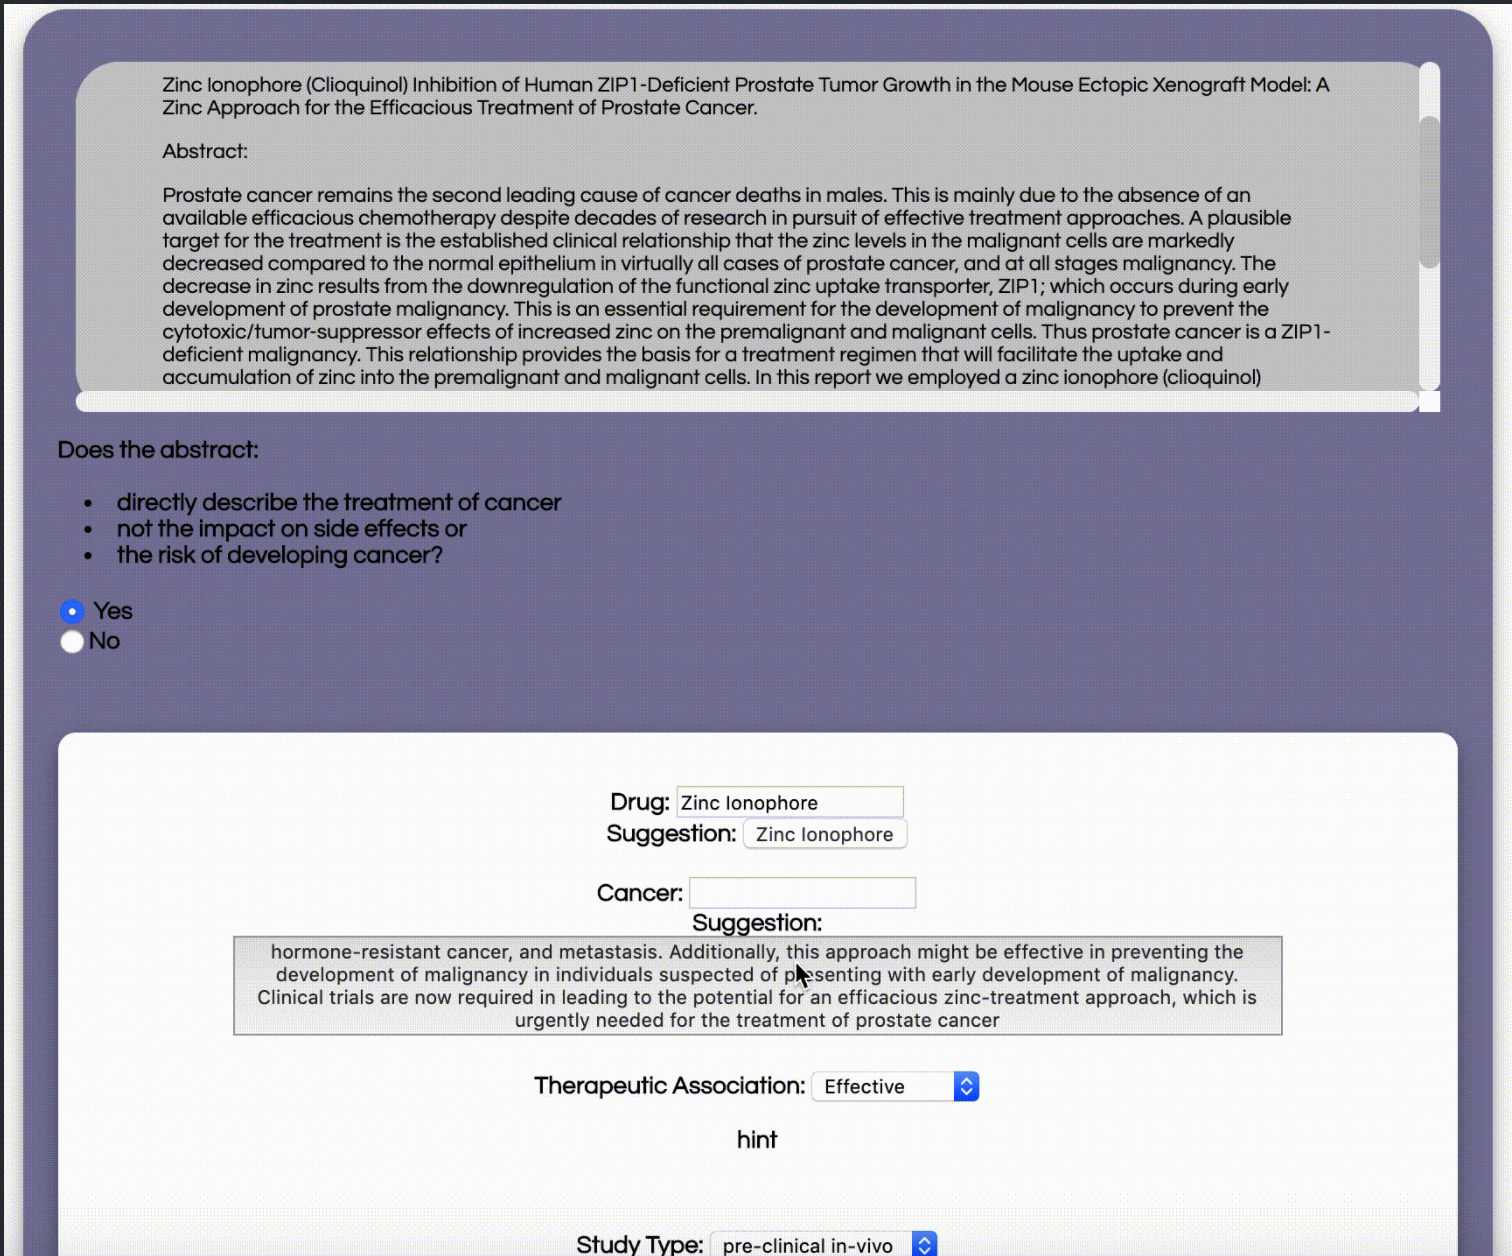 Zinc Ionophore (Clioquinol) Inhibition of Human ZIP1-Deficient Prostate Tumor Growth in the Mouse Ectopic Xenograft Model: A
Zinc Approach for the Efficacious Treatment of Prostate Cancer.
Abstract:
Prostate cancer remains the second leading cause of cancer deaths in males. This is mainly due to the absence of an
available efficacious chemotherapy despite decades of research in pursuit of effective treatment approaches. A plausible
target for the treatment is the established clinical relationship that the zinc levels in the malignant cells are markedly
decreased compared to the normal epithelium in virtually all cases of prostate cancer, and at all stages malignancy. The
decrease in zinc results from the downregulation of the functional zinc uptake transporter, ZIP1; which occurs during early
development of prostate malignancy. This is an essential requirement for the development of malignancy to prevent the
cytotoxic/tumor-suppressor effects of increased zinc on the premalignant and malignant cells. Thus prostate cancer is a ZIP1-
deficient malignancy. This relationship provides the basis for a treatment regimen that will facilitate the uptake and
accumulation of zinc into the premalignant and malignant cells. In this report we employed a zinc ionophore (clioquinol)
Does the abstract:
• directly describe the treatment of cancer
• not the impact on side effects or
• the risk of developing cancer?
Yes
No
Drug: Zinc Ionophore
Suggestion: Zinc Ionophore
Cancer:
Suggestion:
hormone-resistant cancer, and metastasis. Additionally, this approach might be effective in preventing the
development of malignancy in individuals suspected of presenting with early development of malignancy.
Clinical trials are now required in leading to the potential for an efficacious zinc-treatment approach, which is
urgently needed for the treatment of prostate cancer
Therapeutic Association: Effective
hint
Study Type: pre-clinical in-vivo